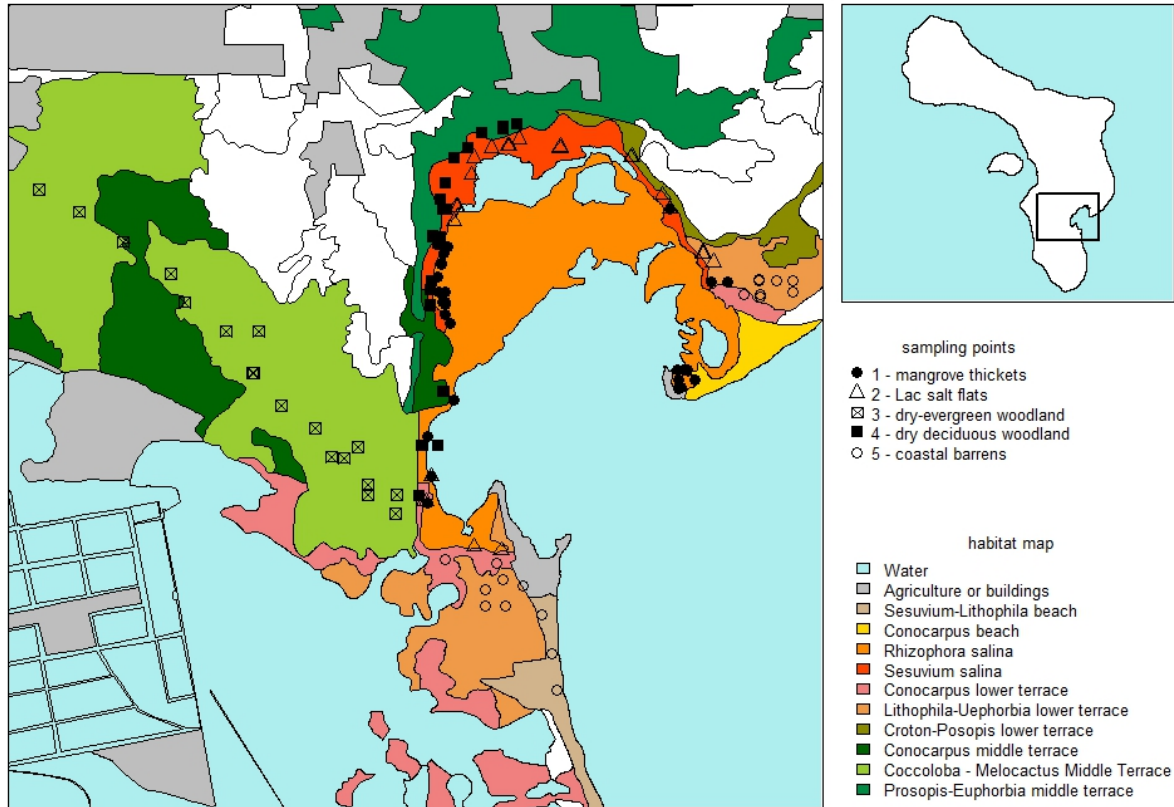 sampling points
1 - mangrove thickets
2 - Lac salt flats
3 - dry-evergreen woodland
4 - dry deciduous woodland
5 - coastal barrens
habitat map
Water
Agriculture or buildings
Sesuvium-Lithophila beach
Conocarpus beach
Rhizophora salina
Sesuvium salina
Conocarpus lower terrace
Lithophila-Uephorbia lower terrace
Croton-Posopis lower terrace
Conocarpus middle terrace
Coccoloba - Melocactus Middle Terrace
Prosopis-Euphorbia middle terrace